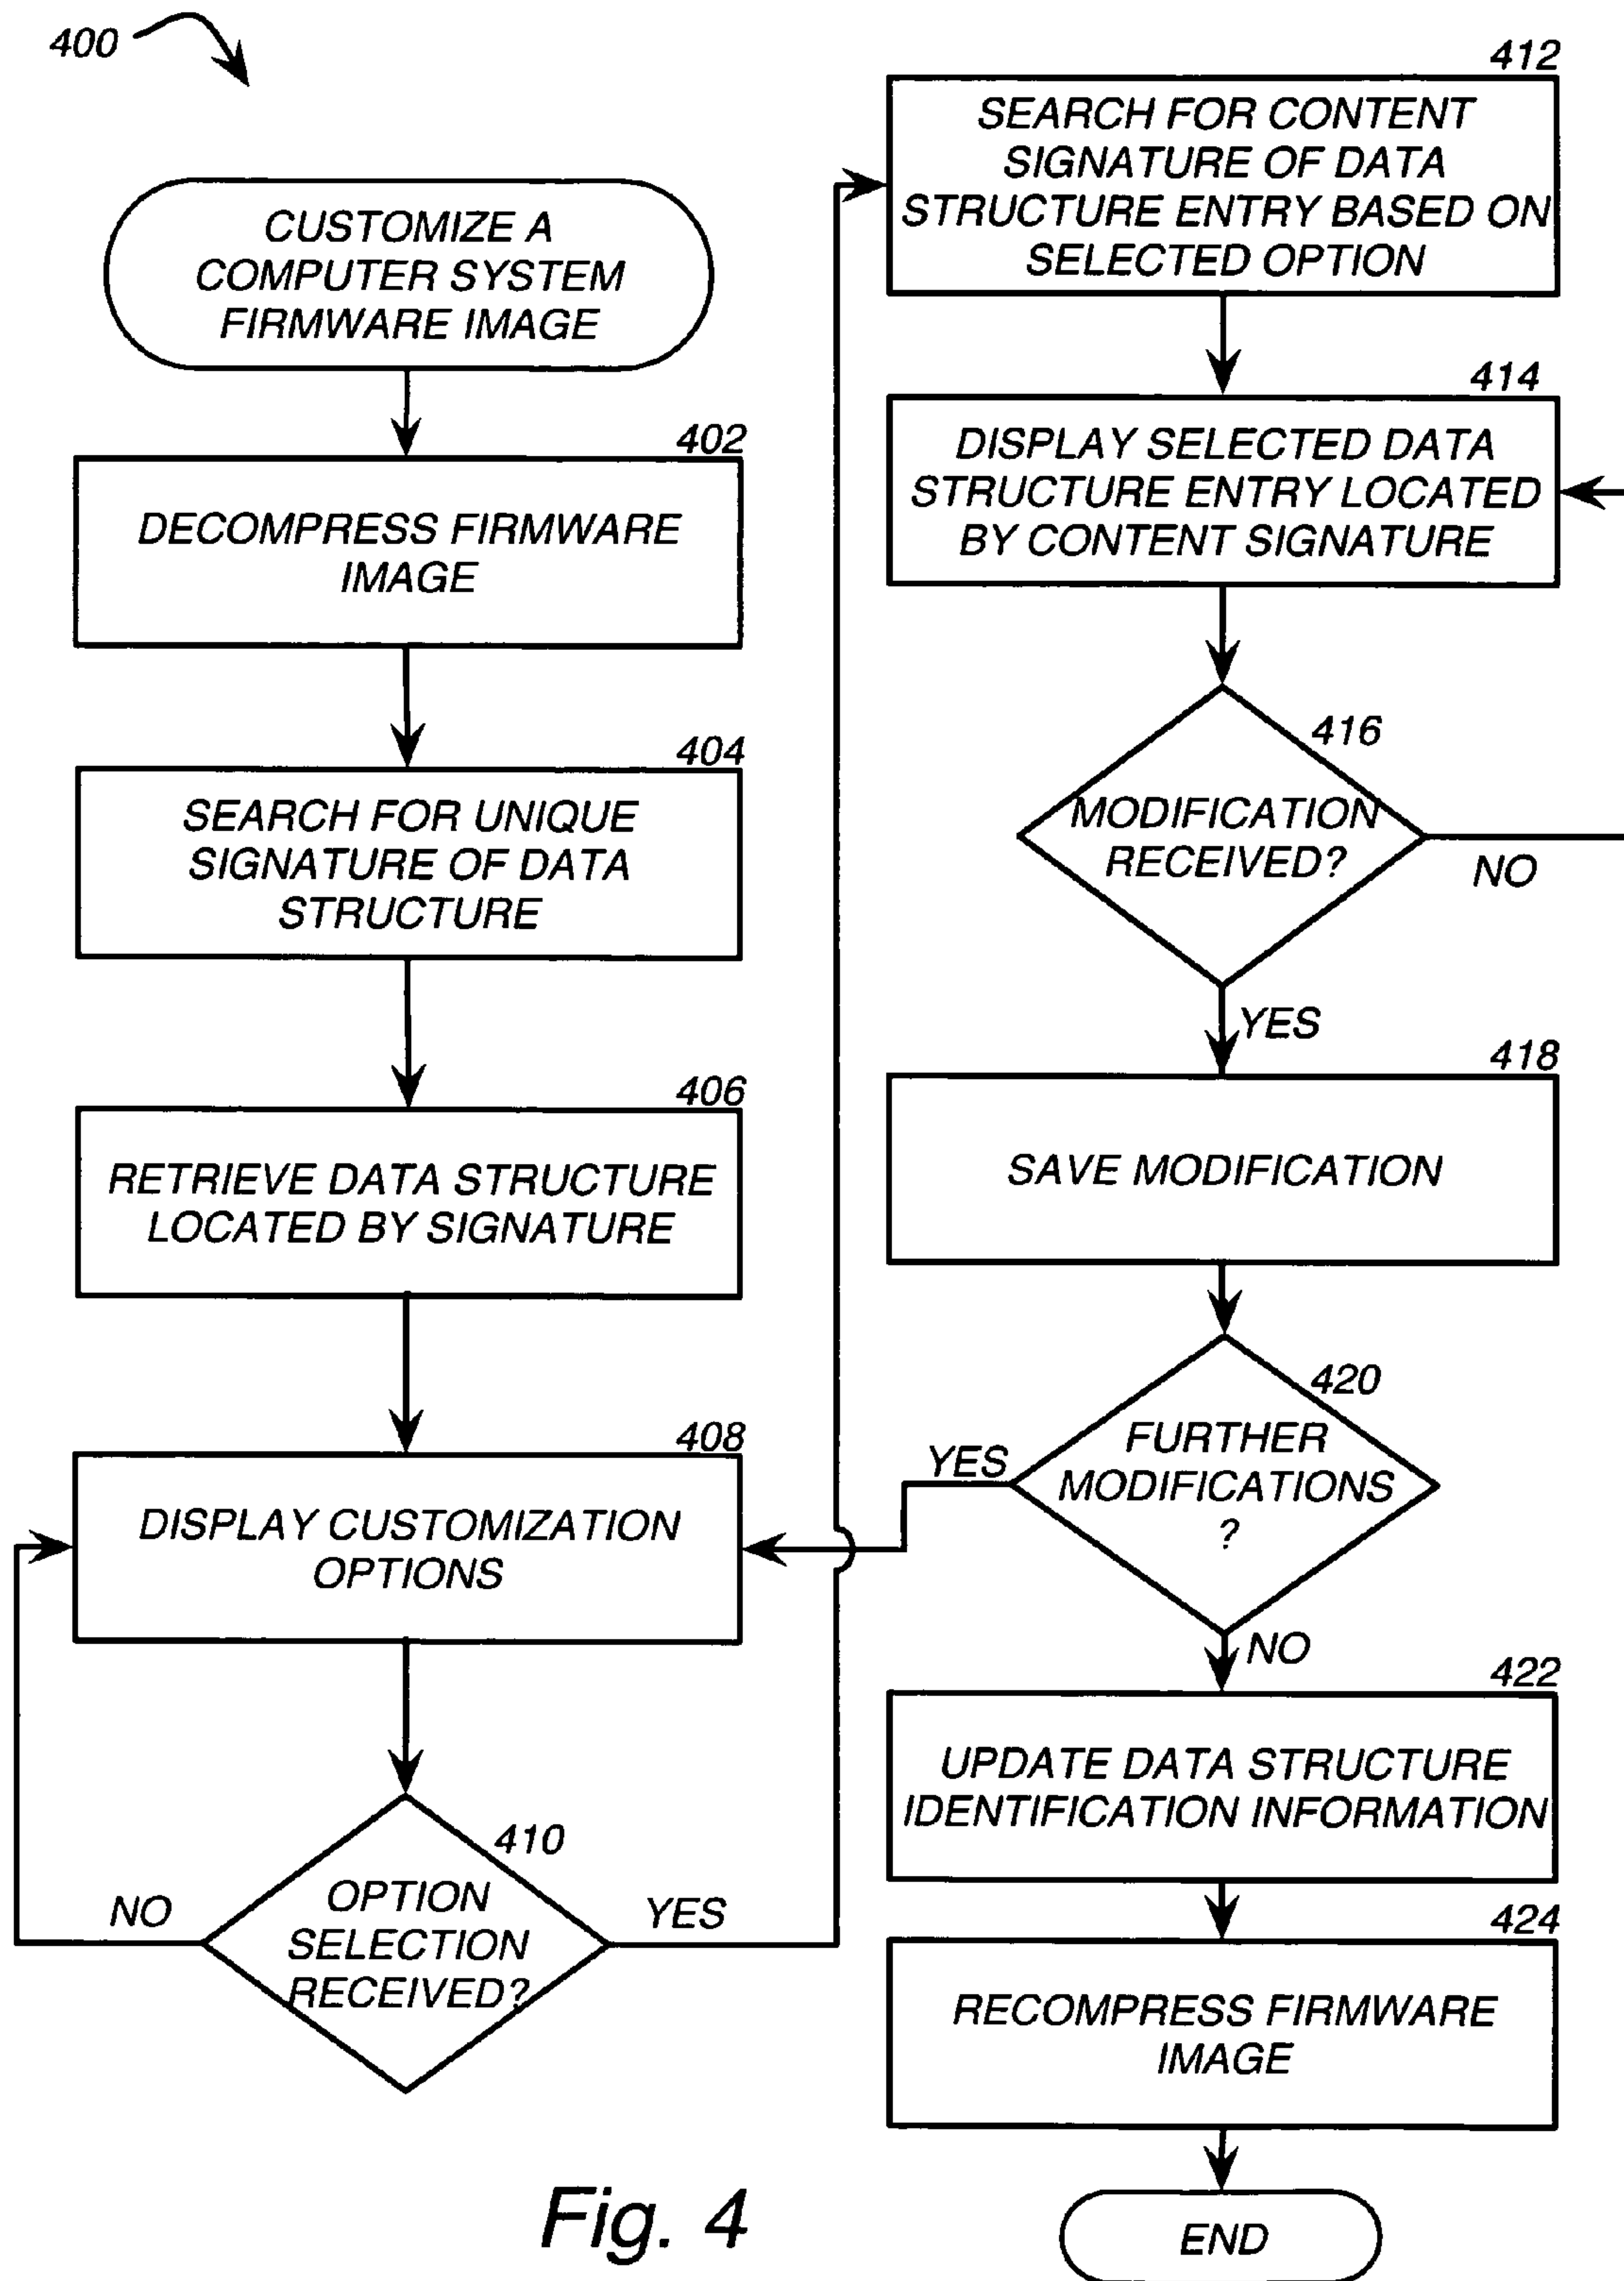 400
CUSTOMIZE A
COMPUTER SYSTEM
FIRMWARE IMAGE
402
DECOMPRESS FIRMWARE
IMAGE
404
SEARCH FOR UNIQUE
SIGNATURE OF DATA
STRUCTURE
406
RETRIEVE DATA STRUCTURE
LOCATED BY SIGNATURE
408
DISPLAY CUSTOMIZATION
OPTIONS
410
OPTION
SELECTION
RECEIVED?
NO
YES
412
SEARCH FOR CONTENT
SIGNATURE OF DATA
STRUCTURE ENTRY BASED ON
SELECTED OPTION
414
DISPLAY SELECTED DATA
STRUCTURE ENTRY LOCATED
BY CONTENT SIGNATURE
416
MODIFICATION
RECEIVED?
NO
YES
418
SAVE MODIFICATION
420
FURTHER
MODIFICATIONS
?
YES
NO
422
UPDATE DATA STRUCTURE
IDENTIFICATION INFORMATION
424
RECOMPRESS FIRMWARE
IMAGE
END
Fig. 4